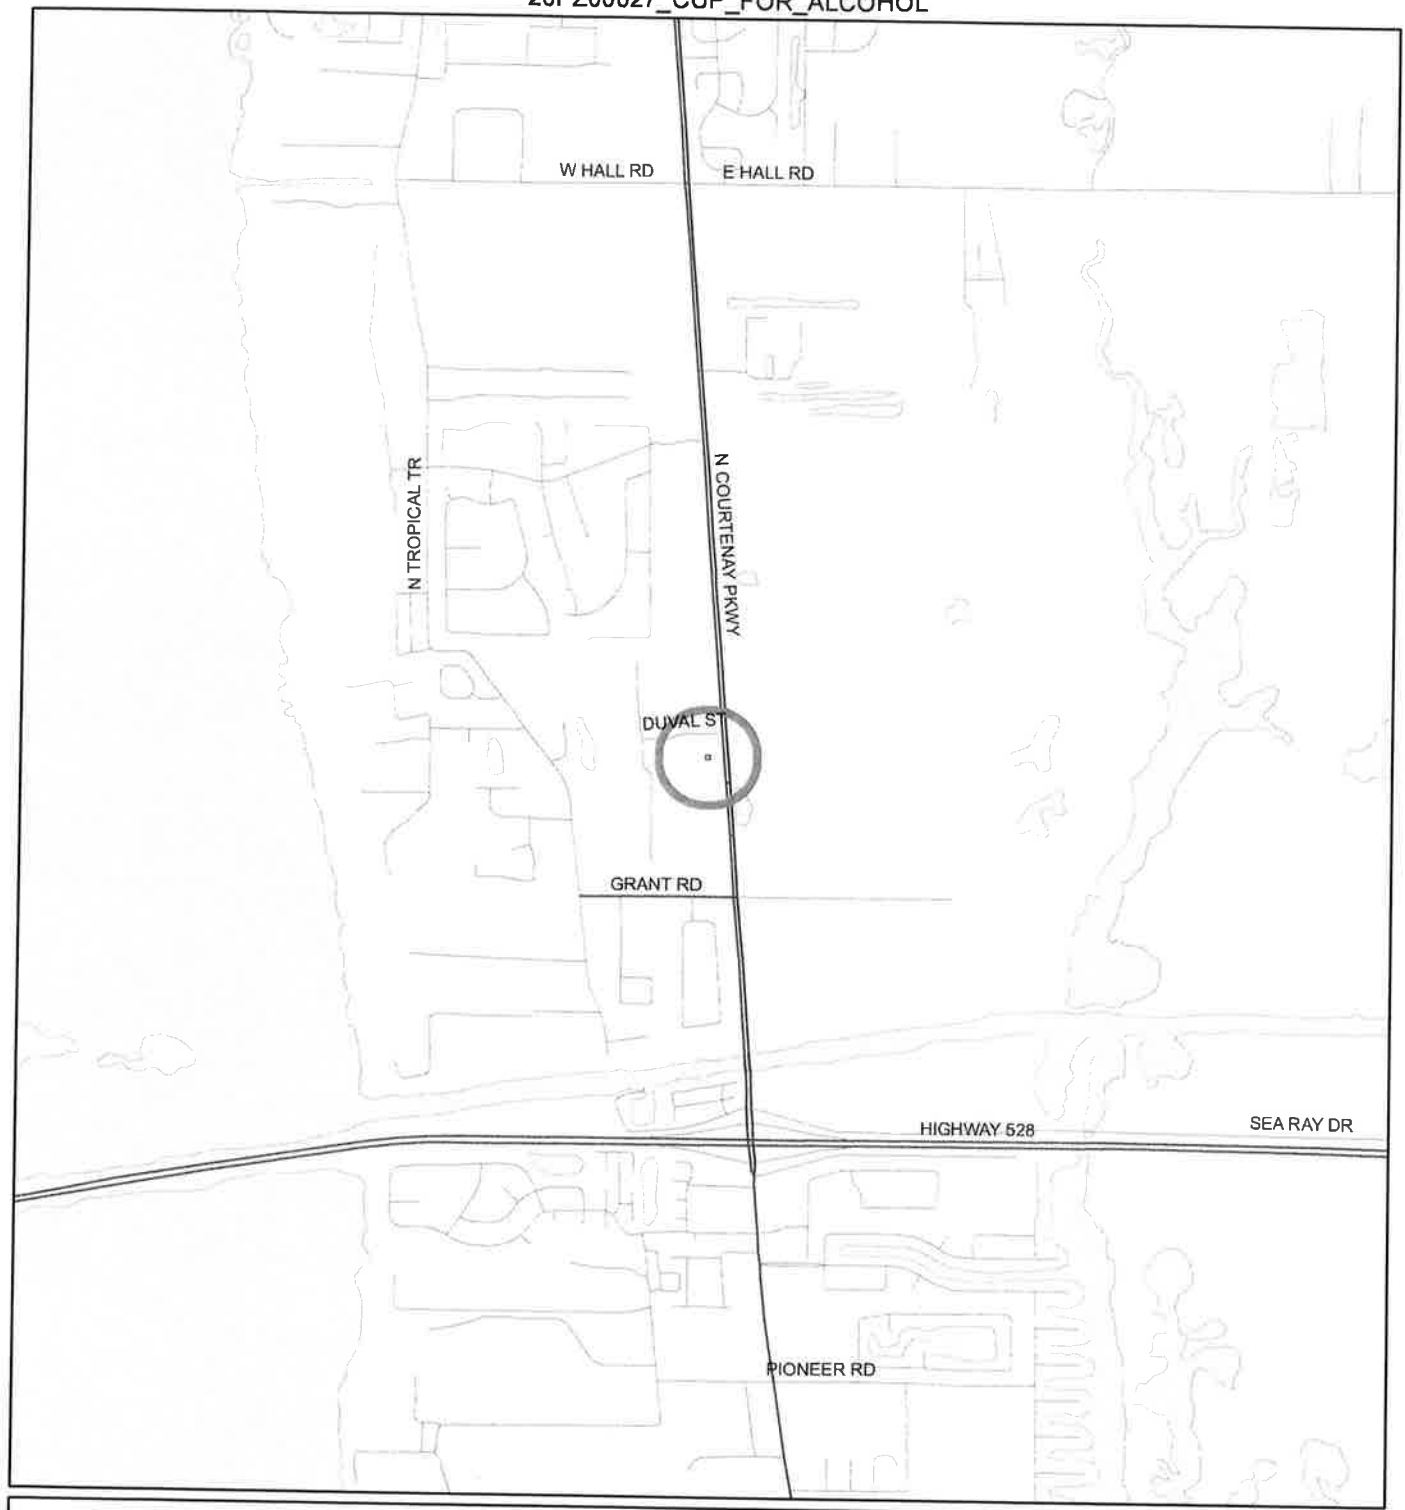 20PZ00027_CUP_FOR_ALCOHOL
W HALL RD
E HALL RD
N TROPICAL TR
N COURTENAY PKWY
DUVAL ST
GRANT RD
HIGHWAY 528
SEA RAY DR
PIONEER RD